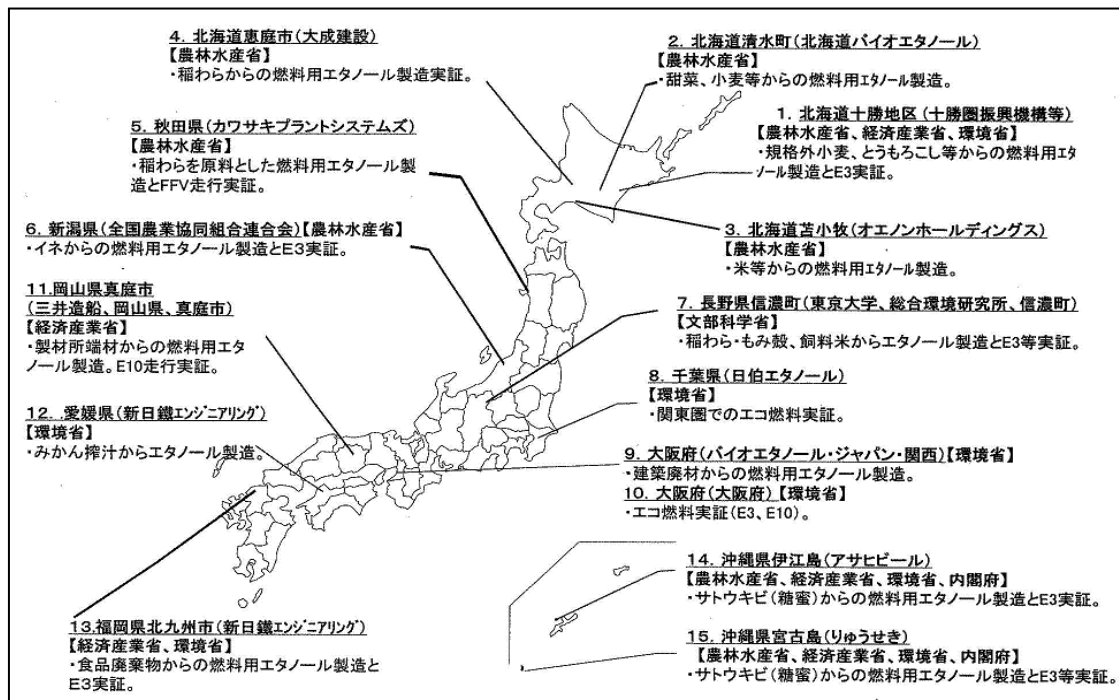 4. 北海道恵庭市(大成建設)
【農林水産省】
・稲わらからの燃料用エタノール製造実証。
2. 北海道清水町(北海道バイオエタノール)
【農林水産省】
・甜菜、小麦等からの燃料用エタノール製造。
1. 北海道十勝地区(十勝圏振興機構等)
【農林水産省、経済産業省、環境省】
・規格外小麦、とうもろこし等からの燃料用エタ
ノール製造とE3実証。
5. 秋田県(カワサキプラントシステムズ)
【農林水産省】
・稲わらを原料とした燃料用エタノール製
造とFFV走行実証。
6. 新潟県(全国農業協同組合連合会)【農林水産省】
・イネからの燃料用エタノール製造とE3実証。
3. 北海道苫小牧(オエノンホールディングス)
【農林水産省】
・米等からの燃料用エタノール製造。
11.岡山県真庭市
(三井造船、岡山県、真庭市)
【経済産業省】
・製材所端材からの燃料用エタ
ノール製造。E10走行実証。
7. 長野県信濃町(東京大学、総合環境研究所、信濃町)
【文部科学省】
・稲わら・もみ殻、飼料米からエタノール製造とE3等実証。
8. 千葉県(日伯エタノール)
【環境省】
・関東圏でのエコ燃料実証。
12. .愛媛県(新日鐵エンジニアリング)
【環境省】
・みかん搾汁からエタノール製造。
9. 大阪府(バイオエタノール・ジャパン・関西)【環境省】
・建築廃材からの燃料用エタノール製造。
10. 大阪府(大阪府)【環境省】
・エコ燃料実証(E3、E10)。
14. 沖縄県伊江島(アサヒビール)
【農林水産省、経済産業省、環境省、内閣府】
・サトウキビ(糖蜜)からの燃料用エタノール製造とE3実証。
13.福岡県北九州市(新日鐵エンジニアリング)
【経済産業省、環境省】
・食品廃棄物からの燃料用エタノール製造と
E3実証。
15. 沖縄県宮古島(りゅうせき)
【農林水産省、経済産業省、環境省、内閣府】
・サトウキビ(糖蜜)からの燃料用エタノール製造とE3等実証。